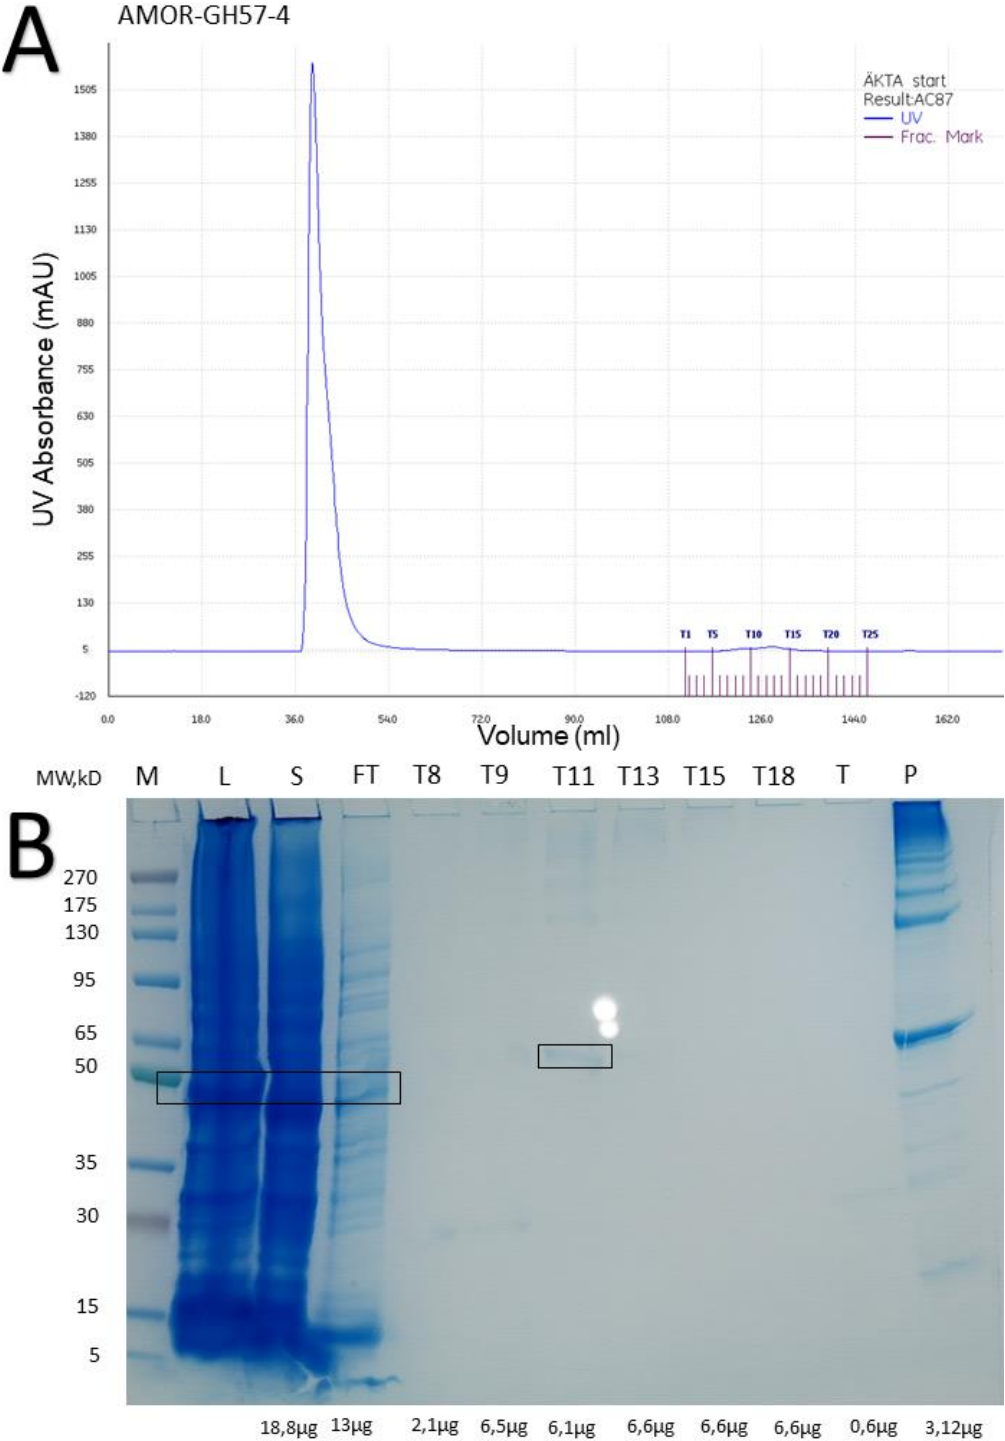 A
AMOR-GH57-4
ÄKTA start
Result:AC87
UV
Frac. Mark
UV Absorbance (mAU)
1505
1380
1255
1130
1005
880
755
630
505
380
255
130
5
-120
T1 T5 T10 T15 T20 T25
0.0 18.0 36.0 54.0 72.0 90.0 108.0 126.0 144.0 162.0
Volume (ml)
MW,kD M L S FT T8 T9 T11 T13 T15 T18 T P
B
270
175
130
95
65
50
35
30
15
5
18,8µg 13µg 2,1µg 6,5µg 6,1µg 6,6µg 6,6µg 6,6µg 0,6µg 3,12µg